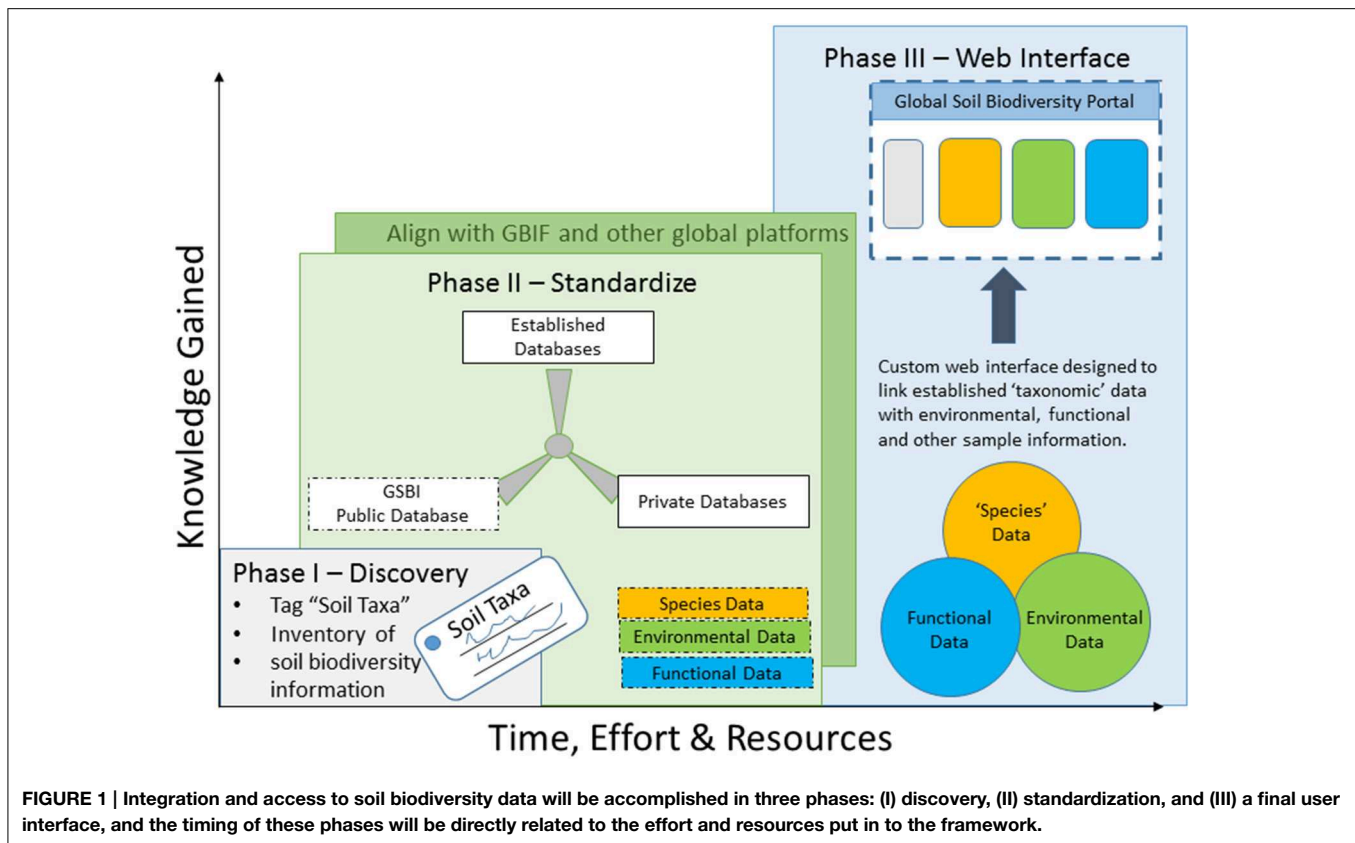 Phase III – Web Interface
Global Soil Biodiversity Portal
Align with GBIF and other global platforms
Phase II – Standardize
Established
Databases
GSBI
Public Database
Private Databases
Custom web interface designed to
link established 'taxonomic' data
with environmental, functional
and other sample information.
Knowledge Gained
Phase I – Discovery
• Tag "Soil Taxa"
• Inventory of
• soil biodiversity
information
Soil Taxa
Species Data
Environmental Data
Functional Data
'Species'
Data
Functional
Data
Environmental
Data
Time, Effort & Resources
FIGURE 1 | Integration and access to soil biodiversity data will be accomplished in three phases: (I) discovery, (II) standardization, and (III) a final user
interface, and the timing of these phases will be directly related to the effort and resources put in to the framework.